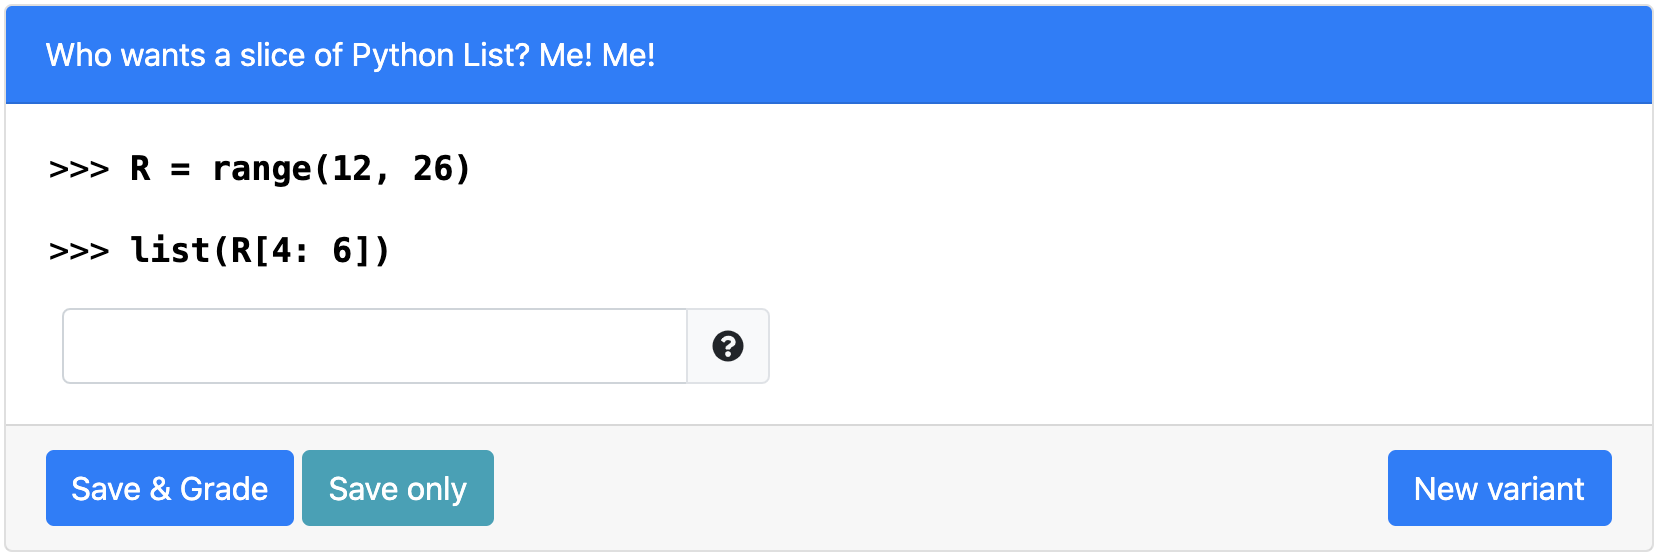 Who wants a slice of Python List? Me! Me!
>>> R = range(12, 26)
>>> list(R[4: 6])
?
Save & Grade
Save only
New variant